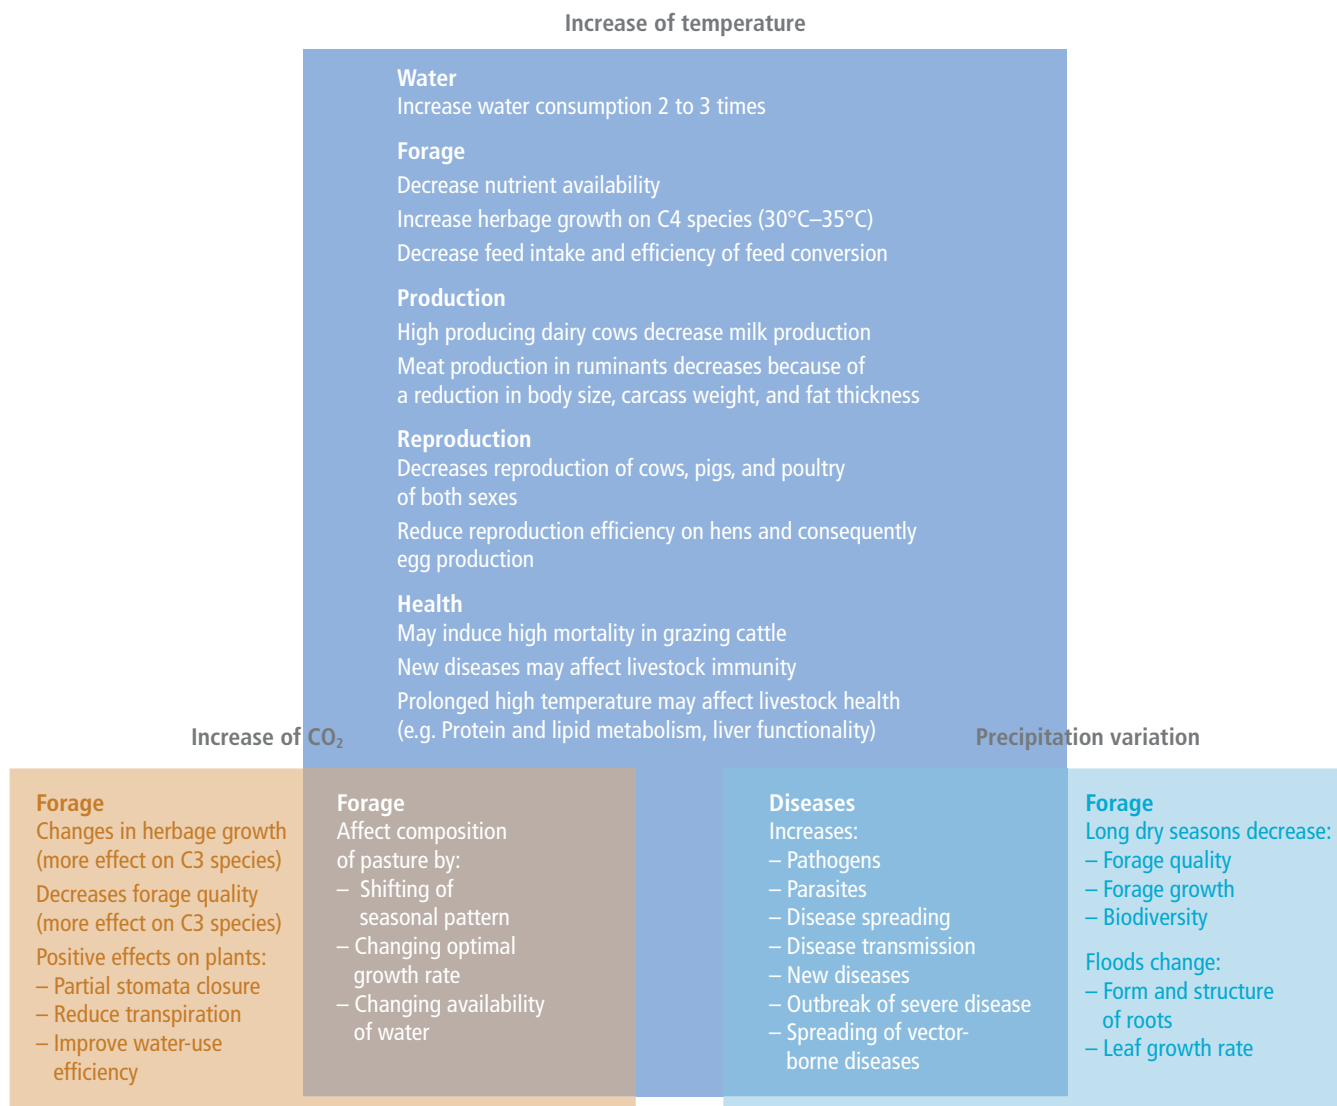 Increase of temperature
Water
Increase water consumption 2 to 3 times
Forage
Decrease nutrient availability
Increase herbage growth on C4 species (30°C–35°C)
Decrease feed intake and efficiency of feed conversion
Production
High producing dairy cows decrease milk production
Meat production in ruminants decreases because of
a reduction in body size, carcass weight, and fat thickness
Reproduction
Decreases reproduction of cows, pigs, and poultry
of both sexes
Reduce reproduction efficiency on hens and consequently
egg production
Health
May induce high mortality in grazing cattle
New diseases may affect livestock immunity
Prolonged high temperature may affect livestock health
(e.g. Protein and lipid metabolism, liver functionality)
Increase of CO₂
Forage
Changes in herbage growth
(more effect on C3 species)
Decreases forage quality
(more effect on C3 species)
Positive effects on plants:
– Partial stomata closure
– Reduce transpiration
– Improve water-use
efficiency
Forage
Affect composition
of pasture by:
– Shifting of
seasonal pattern
– Changing optimal
growth rate
– Changing availability
of water
Precipitation variation
Diseases
Increases:
– Pathogens
– Parasites
– Disease spreading
– Disease transmission
– New diseases
– Outbreak of severe disease
– Spreading of vector-
borne diseases
Forage
Long dry seasons decrease:
– Forage quality
– Forage growth
– Biodiversity
Floods change:
– Form and structure
of roots
– Leaf growth rate